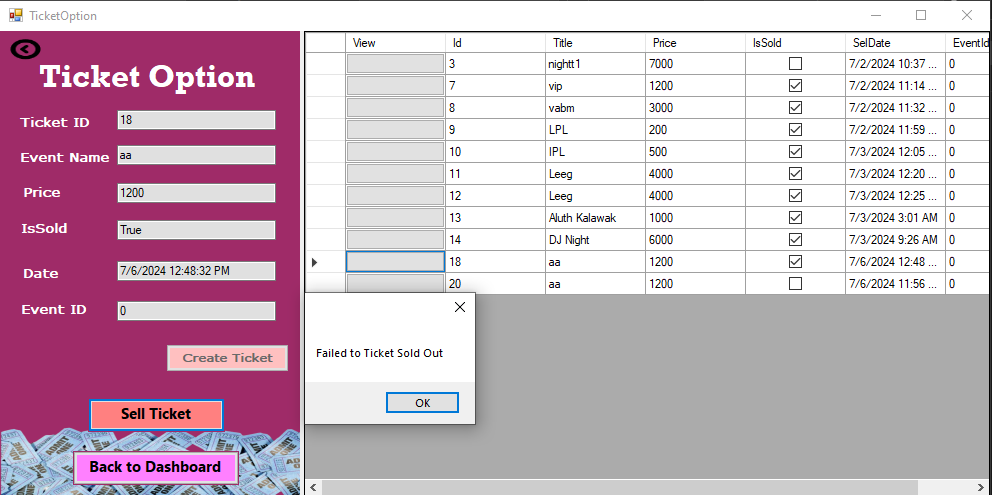 TicketOption
Ticket Option
Ticket ID 18
Event Name aa
Price 1200
IsSold True
Date 7/6/2024 12:48:32 PM
Event ID 0
Create Ticket
Sell Ticket
Back to Dashboard
View Id Title Price IsSold SelDate EventId
3 nightt1 7000 7/2/2024 10:37 ... 0
7 vip 1200 7/2/2024 11:14 ... 0
8 vabm 3000 7/2/2024 11:32 ... 0
9 LPL 200 7/2/2024 11:59 ... 0
10 IPL 500 7/3/2024 12:05 ... 0
11 Leeg 4000 7/3/2024 12:20 ... 0
12 Leeg 4000 7/3/2024 12:25 ... 0
13 Aluth Kalawak 1000 7/3/2024 3:01 AM 0
14 DJ Night 6000 7/3/2024 9:26 AM 0
18 aa 1200 7/6/2024 12:48 ... 0
20 aa 1200 7/6/2024 11:56 ... 0
Failed to Ticket Sold Out
OK